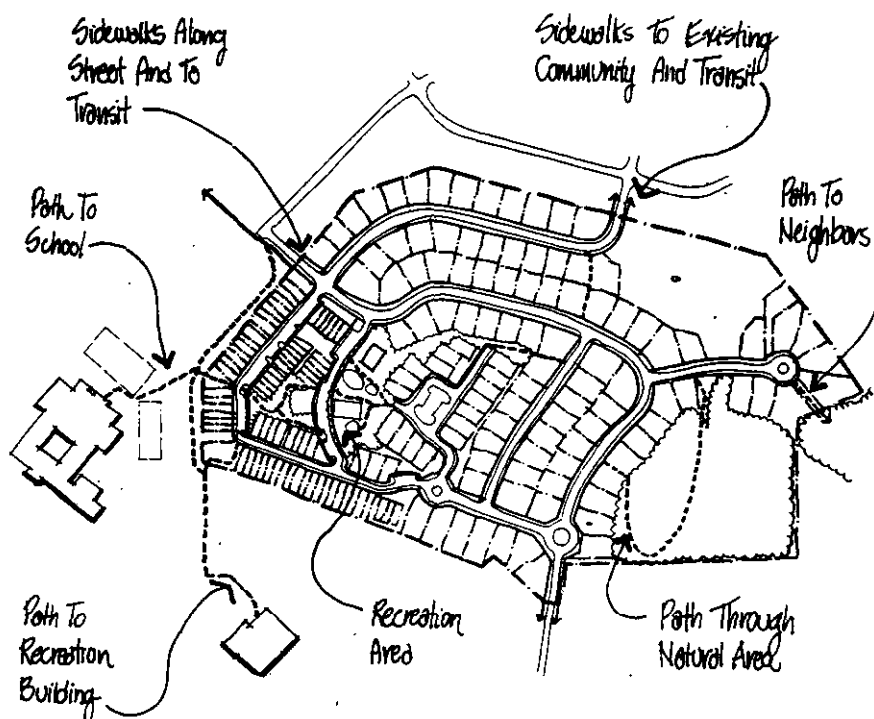 Sidewalks Along
Street And To
Transit
Sidewalks To Existing
Community And Transit
Path To
School
Path To
Neighbors
Path To
Recreation
Building
Recreation
Area
Path Through
Natural Area